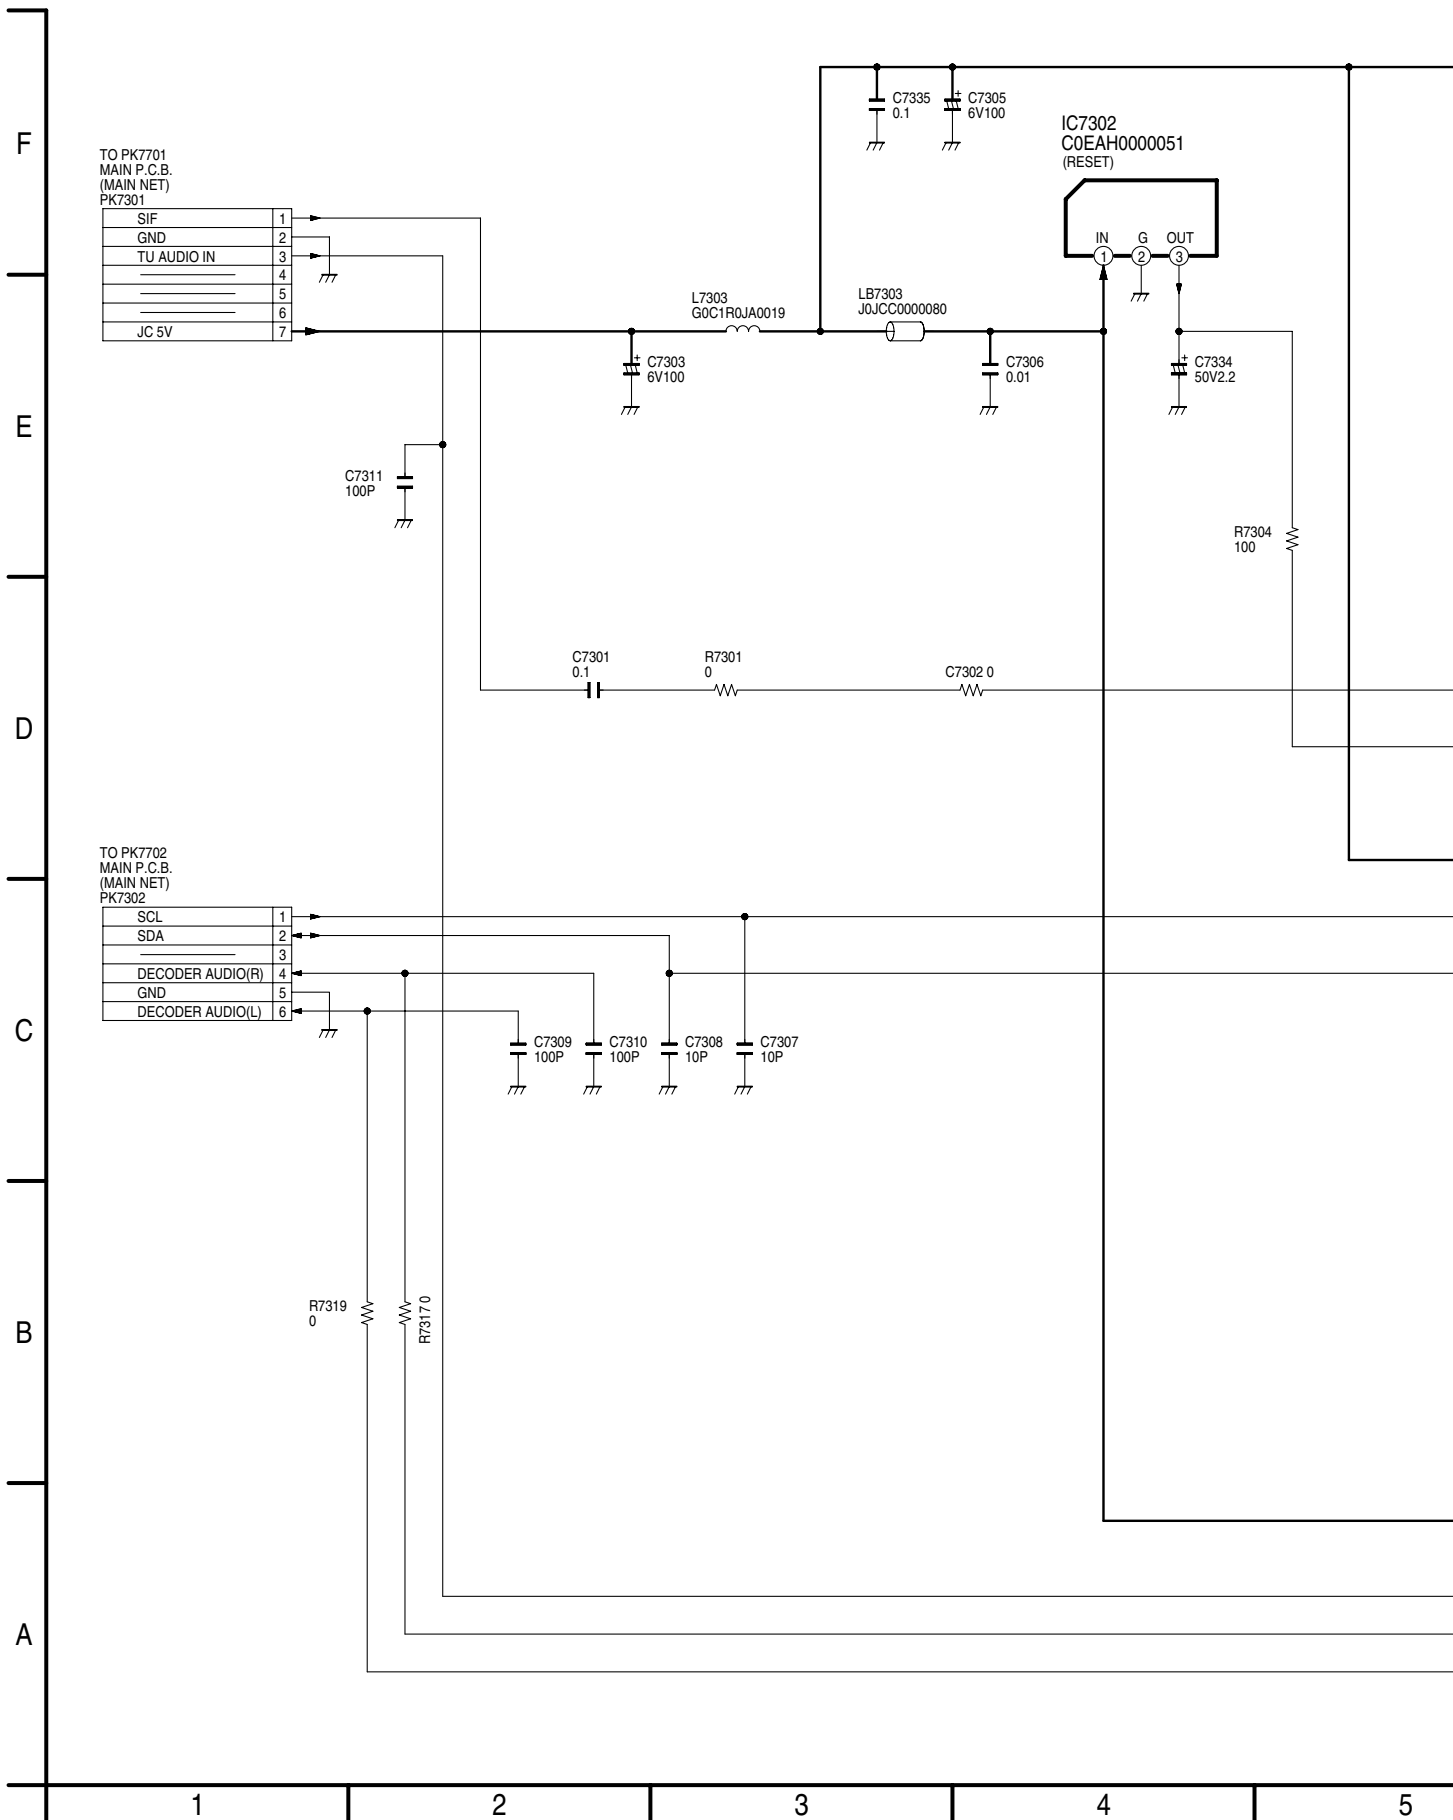 F
C7335
0.1
C7305
6V100
+
IC7302
C0EAH0000051
(RESET)
TO PK7701
MAIN P.C.B.
(MAIN NET)
PK7301
SIF 1
GND 2
TU AUDIO IN 3
4
5
6
JC 5V 7
IN G OUT
1 2 3
L7303
G0C1R0JA0019
LB7303
J0JCC0000080
+
C7303
6V100
C7306
0.01
+
C7334
50V2.2
E
C7311
100P
R7304
100
C7301
0.1
R7301
0
C7302 0
D
TO PK7702
MAIN P.C.B.
(MAIN NET)
PK7302
SCL 1
SDA 2
3
DECODER AUDIO(R) 4
GND 5
DECODER AUDIO(L) 6
C
C7309
100P
C7310
100P
C7308
10P
C7307
10P
R7319
0
R7317 0
B
A
1 2 3 4 5